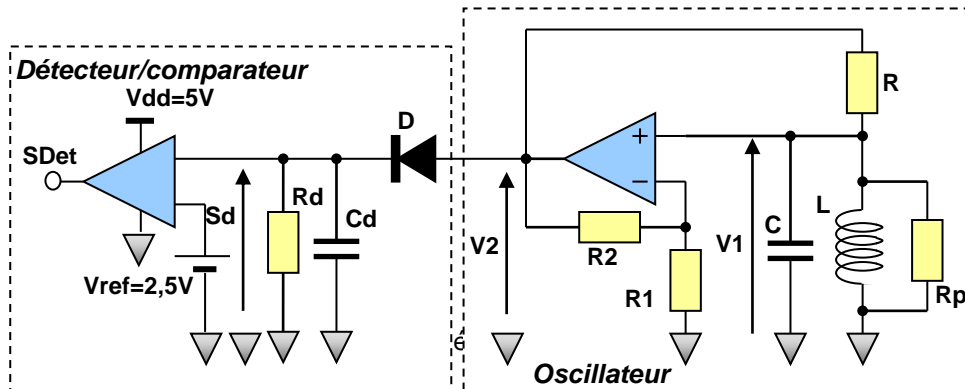 Détecteur/comparateur
Vdd=5V
D
R
SDet
+
−
Sd
Rd
Cd
V2
R2
V1
C
L
Vref=2,5V
R1
Rp
Oscillateur